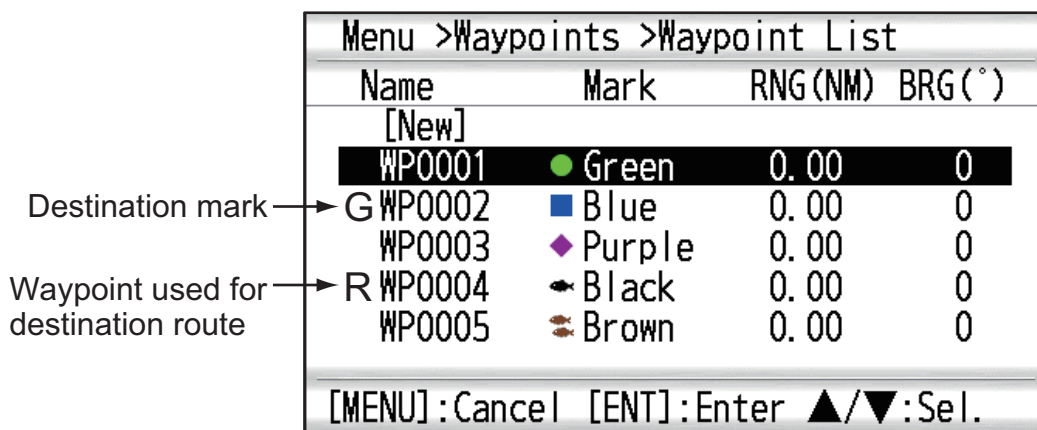 Menu >Waypoints >Waypoint List
Name Mark RNG(NM) BRG(°)
[New]
WP0001 Green 0.00 0
Destination mark G WP0002 Blue 0.00 0
WP0003 Purple 0.00 0
Waypoint used for destination route R WP0004 Black 0.00 0
WP0005 Brown 0.00 0
[MENU]:Cancel [ENT]:Enter ▲/▼:Sel.